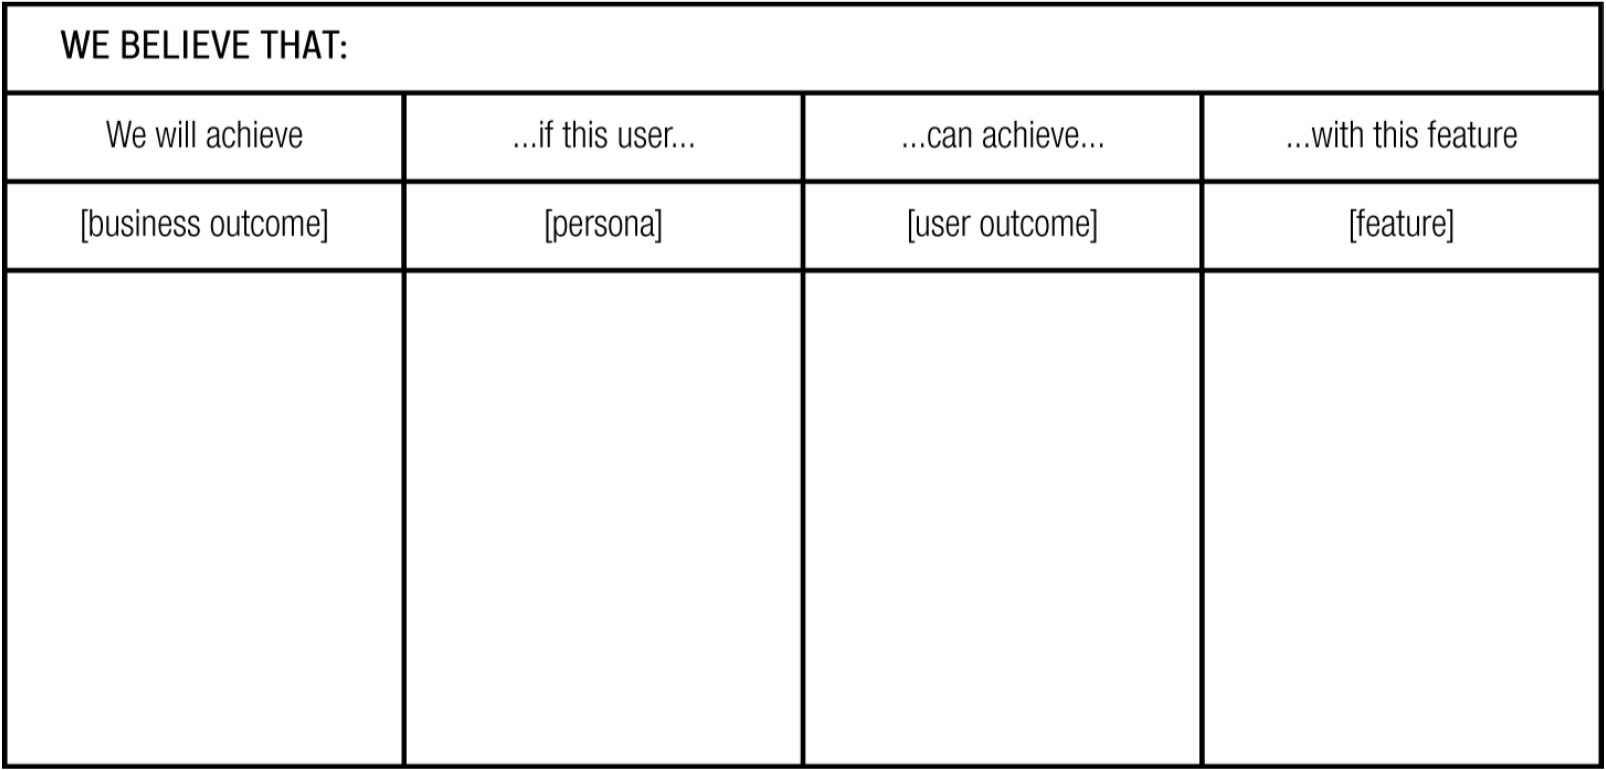 WE BELIEVE THAT:
We will achieve
...if this user...
...can achieve...
...with this feature
[business outcome]
[persona]
[user outcome]
[feature]